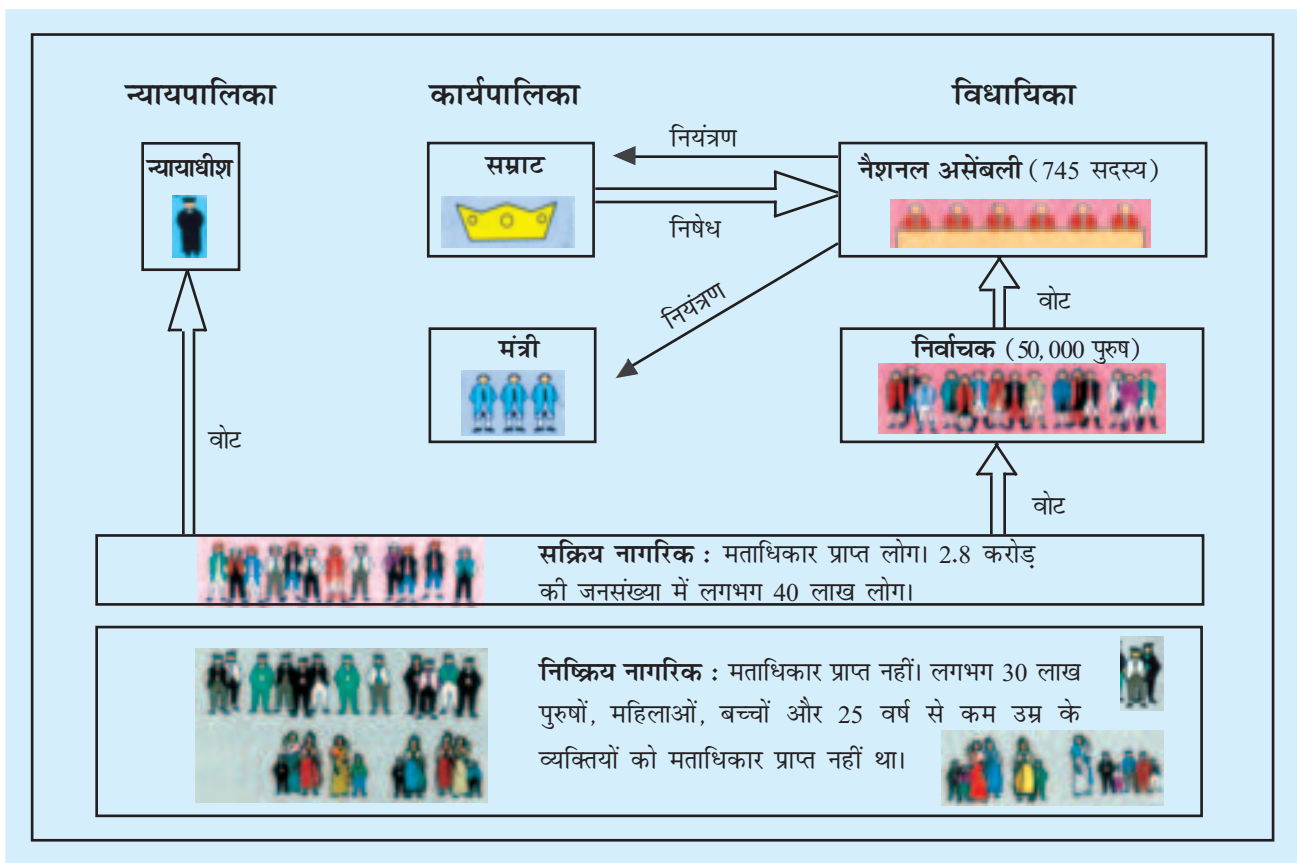 न्यायपालिका
कार्यपालिका
विधायिका
न्यायाधीश
सम्राट
नियंत्रण
निषेध
नैशनल असेंबली (745 सदस्य)
नियंत्रण
मंत्री
वोट
निर्वाचक (50,000 पुरुष)
वोट
वोट
सक्रिय नागरिक : मताधिकार प्राप्त लोग। 2.8 करोड़
की जनसंख्या में लगभग 40 लाख लोग।
निष्क्रिय नागरिक : मताधिकार प्राप्त नहीं। लगभग 30 लाख
पुरुषों, महिलाओं, बच्चों और 25 वर्ष से कम उम्र के
व्यक्तियों को मताधिकार प्राप्त नहीं था।